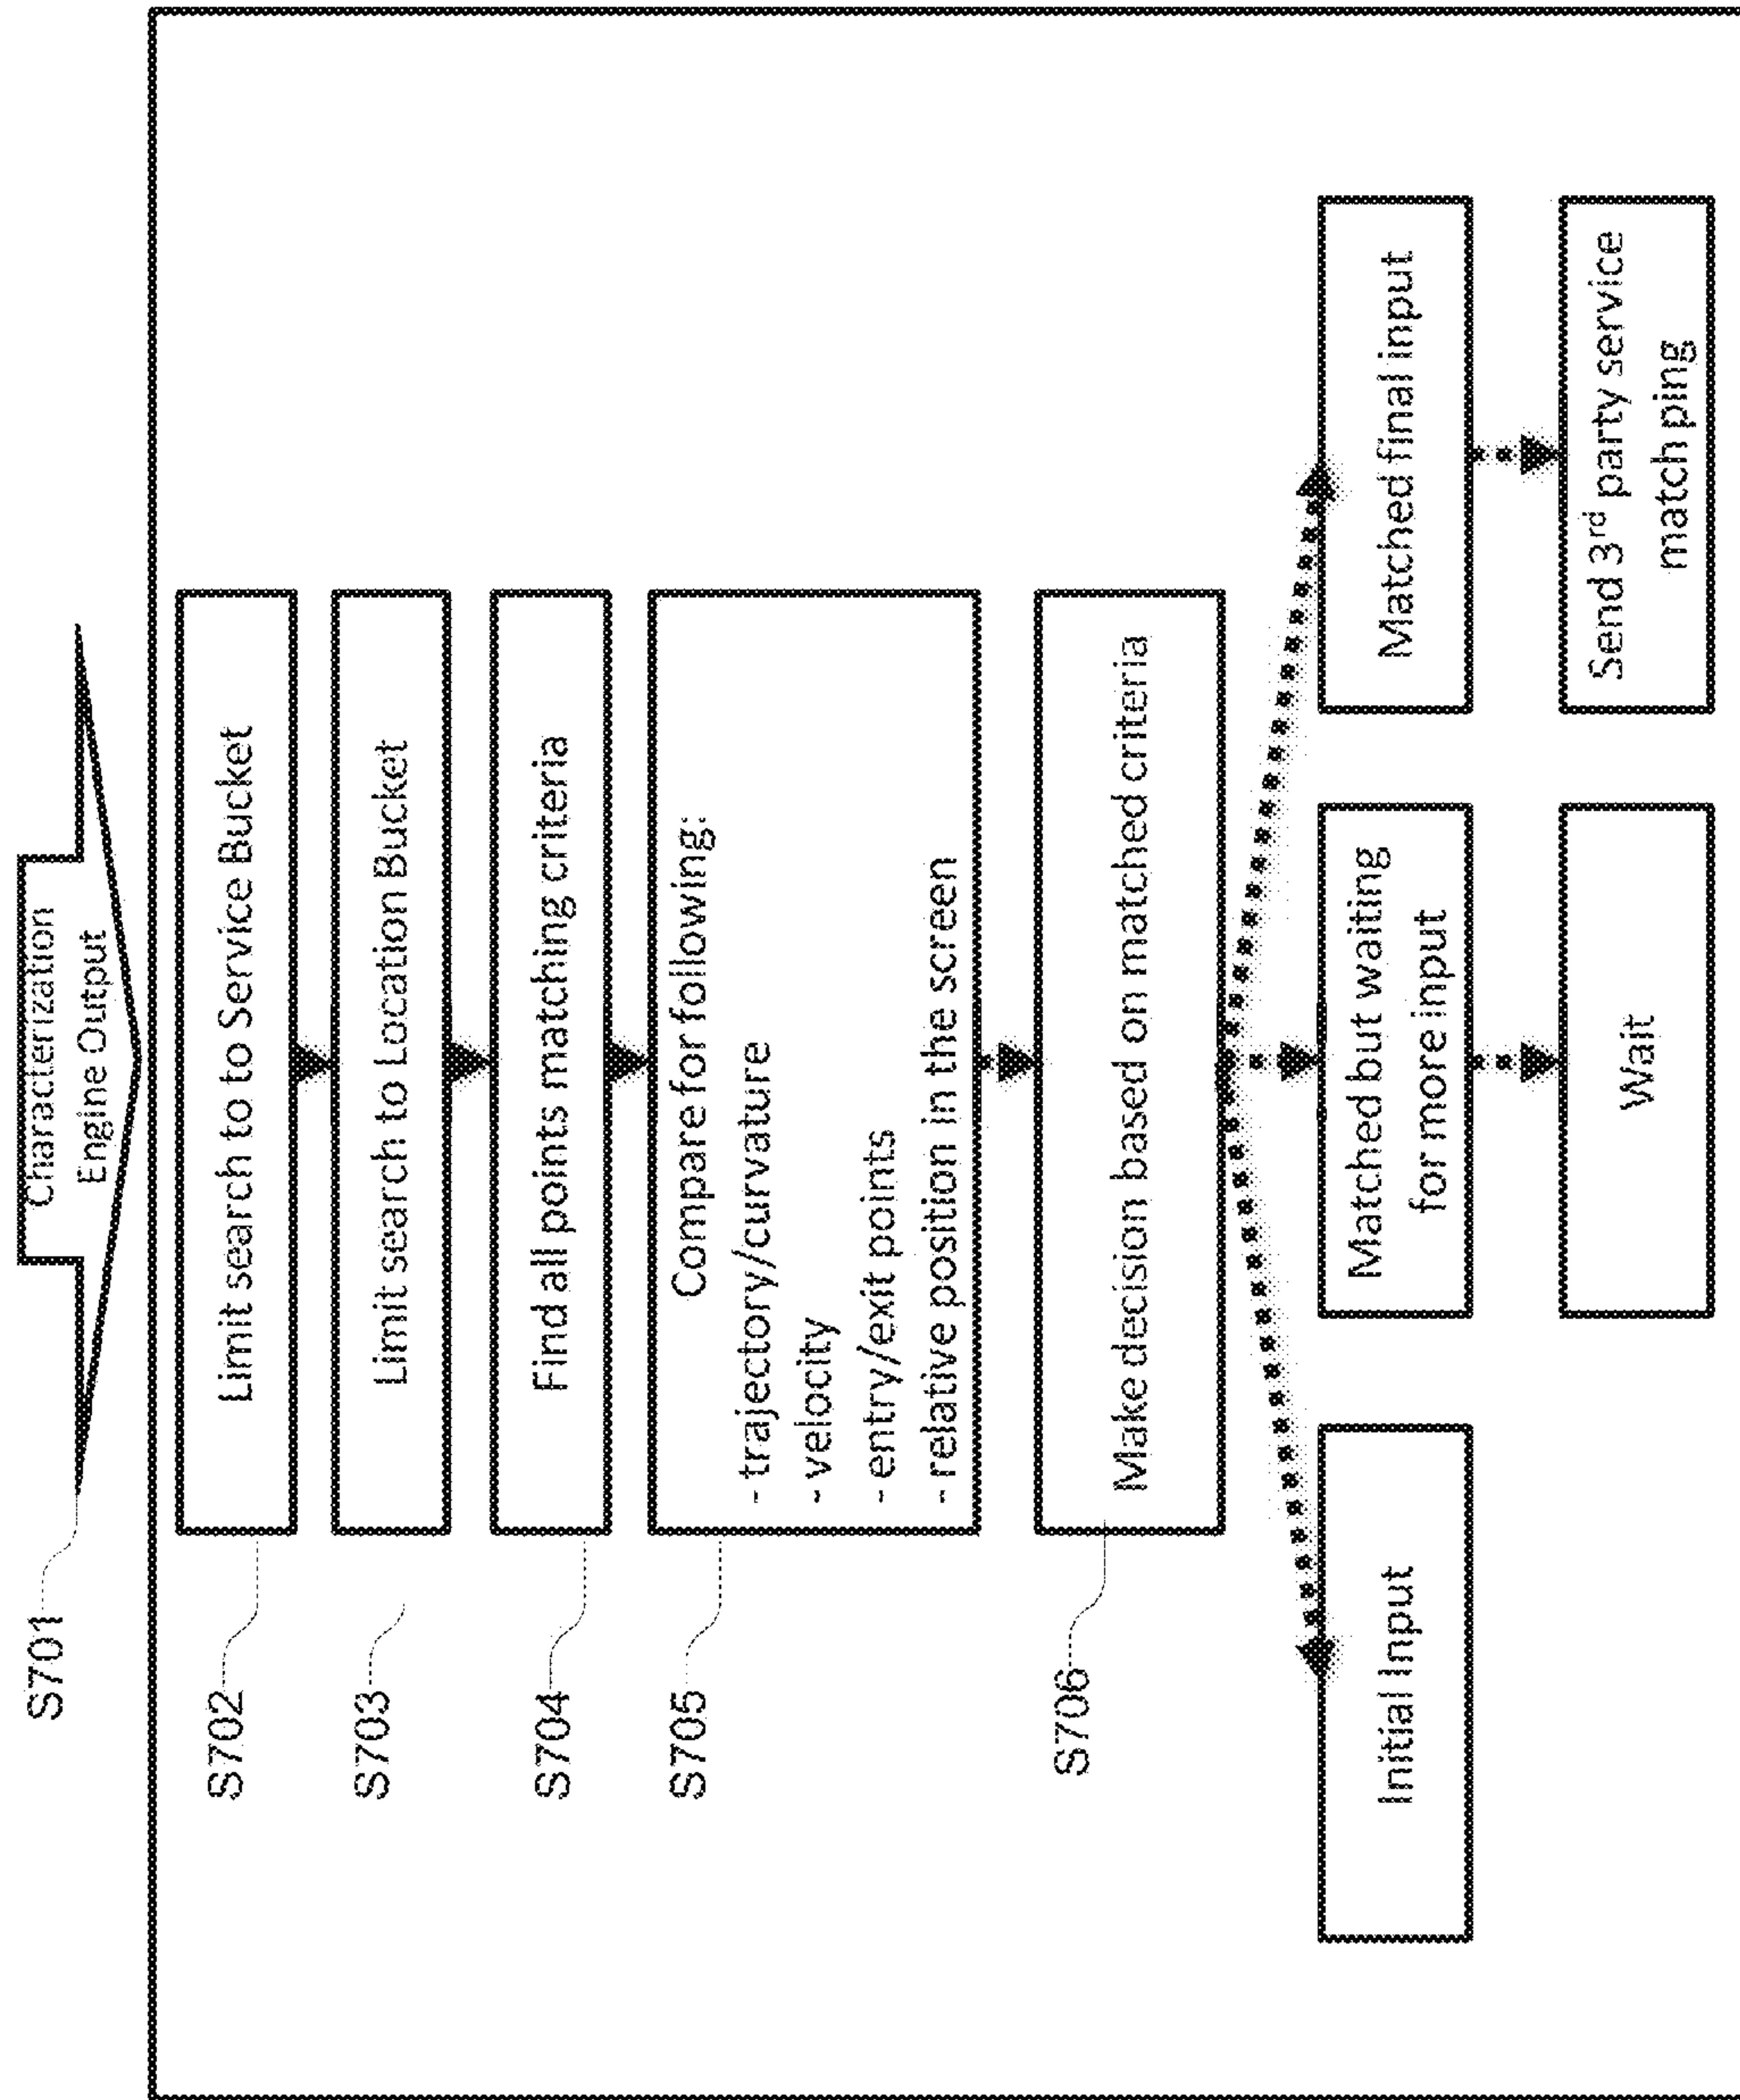 S701
Characterization
Engine Output
S702
Limit search to to Service Bucket
S703
Limit search to Location Bucket
S704
Find all points matching criteria
S705
Compare for following:
- trajectory/curvature
- velocity
- entry/exit points
- relative position in the screen
S706
Make decision based on matched criteria
Initial Input
Matched but waiting
for more input
Matched final input
Wait
Send 3rd party service
match ping